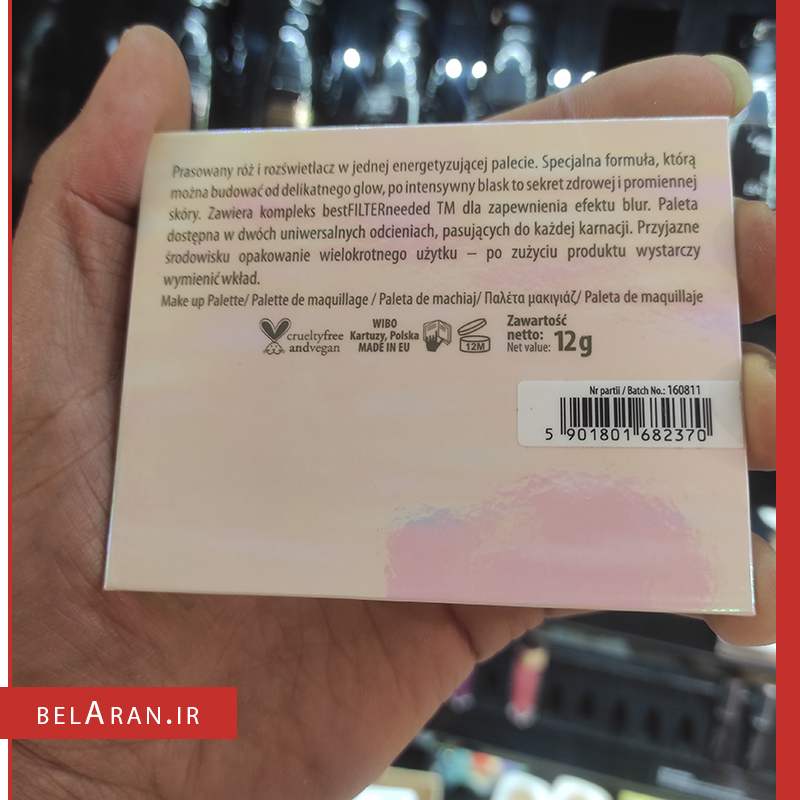 Prasowany róż i rozświetlacz w jednej energetyzującej palecie. Specjalna formuła, którą
można budować od delikatnego glow, po intensywny blask to sekret zdrowej i promiennej
skóry. Zawiera kompleks bestFILTERneeded TM dla zapewnienia efektu blur. Paleta
dostępna w dwóch uniwersalnych odcieniach, pasujących do każdej karnacji. Przyjazne
środowisku opakowanie wielokrotnego użytku – po zużyciu produktu wystarczy
wymienić wkład.
Make up Palette/ Palette de maquillage / Paleta de machiaj/ Παλέτα μακιγιάζ/ Paleta de maquillaje
crueltyfree
andvegan
WIBO
Kartuzy, Polska
MADE IN EU
12M
Zawartość
netto:
Net value: 12g
Nr partii / Batch No.: 160811
5 901801 682370
BELARAN.IR